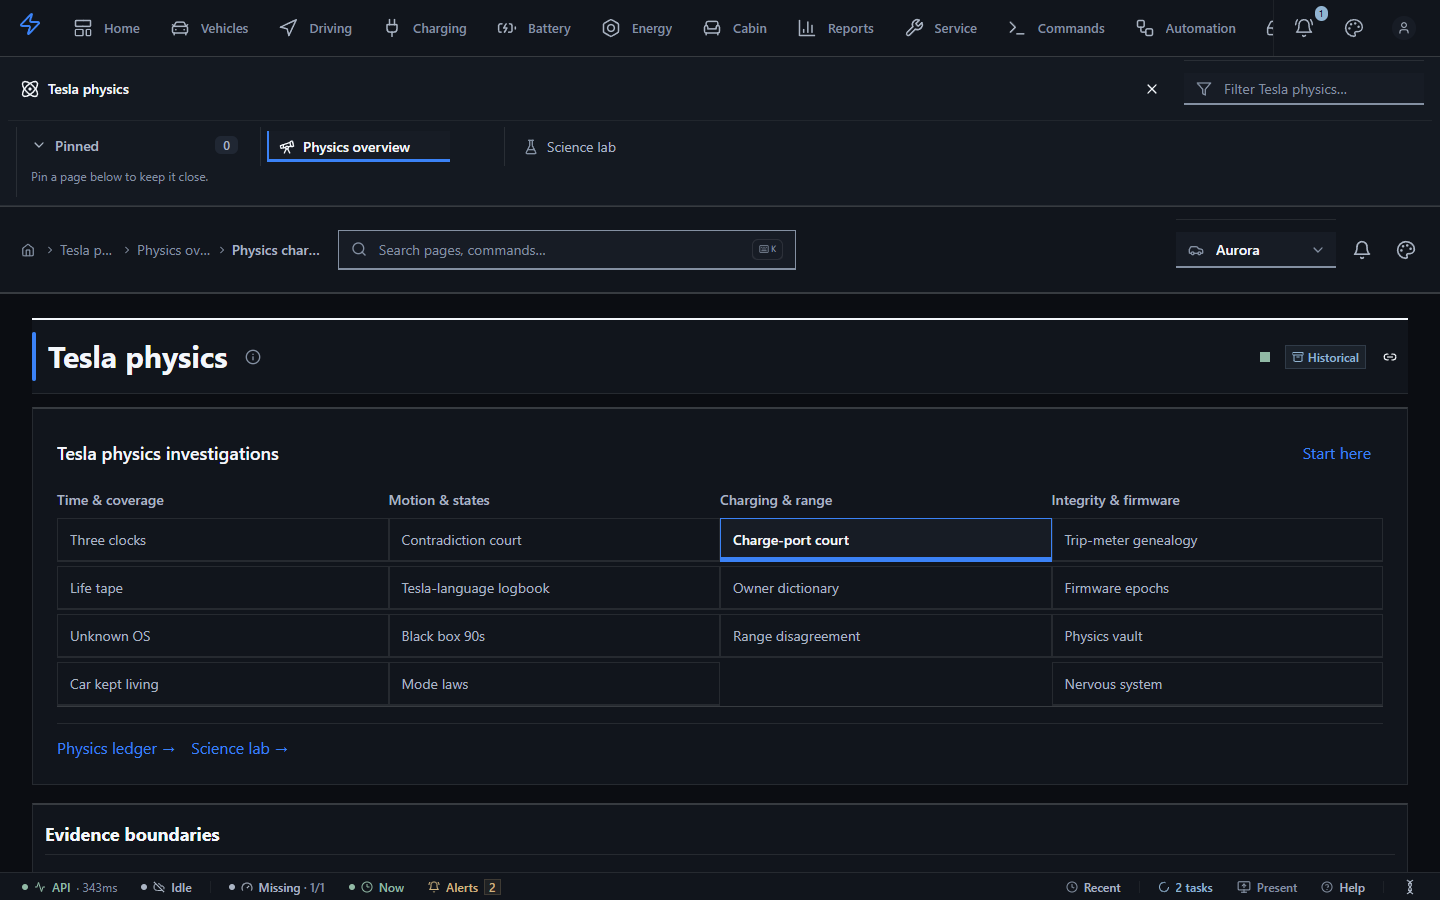 Home Vehicles Driving Charging Battery Energy Cabin Reports Service Commands Automation 1
Tesla physics
Filter Tesla physics...
Pinned 0
Physics overview
Science lab
Pin a page below to keep it close.
Tesla p... Physics ov... Physics char...
Search pages, commands...
K
Aurora
Tesla physics
Historical
Tesla physics investigations
Start here
Time & coverage Motion & states Charging & range Integrity & firmware
Three clocks Contradiction court Charge-port court Trip-meter genealogy
Life tape Tesla-language logbook Owner dictionary Firmware epochs
Unknown OS Black box 90s Range disagreement Physics vault
Car kept living Mode laws Nervous system
Physics ledger → Science lab →
Evidence boundaries
API · 343ms Idle Missing · 1/1 Now Alerts 2 Recent 2 tasks Present Help